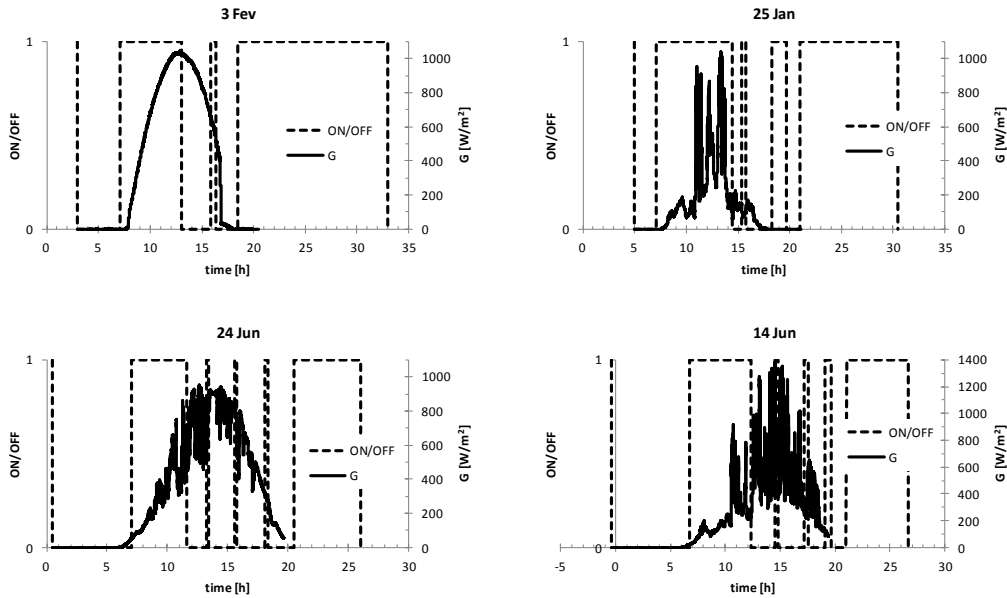 3 Fev
1
0
ON/OFF
0 5 10 15 20 25 30 35
time [h]
1000
800
600
400
200
0
G [W/m²]
ON/OFF
G
25 Jan
1
0
ON/OFF
0 5 10 15 20 25 30 35
time [h]
1000
800
600
400
200
0
G [W/m²]
ON/OFF
G
24 Jun
1
0
ON/OFF
0 5 10 15 20 25 30
time [h]
1000
800
600
400
200
0
G [W/m²]
ON/OFF
G
14 Jun
1
0
ON/OFF
-5 0 5 10 15 20 25 30
time [h]
1400
1200
1000
800
600
400
200
0
G [W/m²]
ON/OFF
G